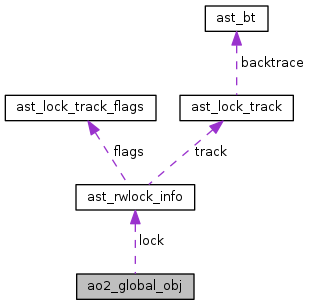 ast_bt
backtrace
ast_lock_track_flags
ast_lock_track
flags
track
ast_rwlock_info
lock
ao2_global_obj